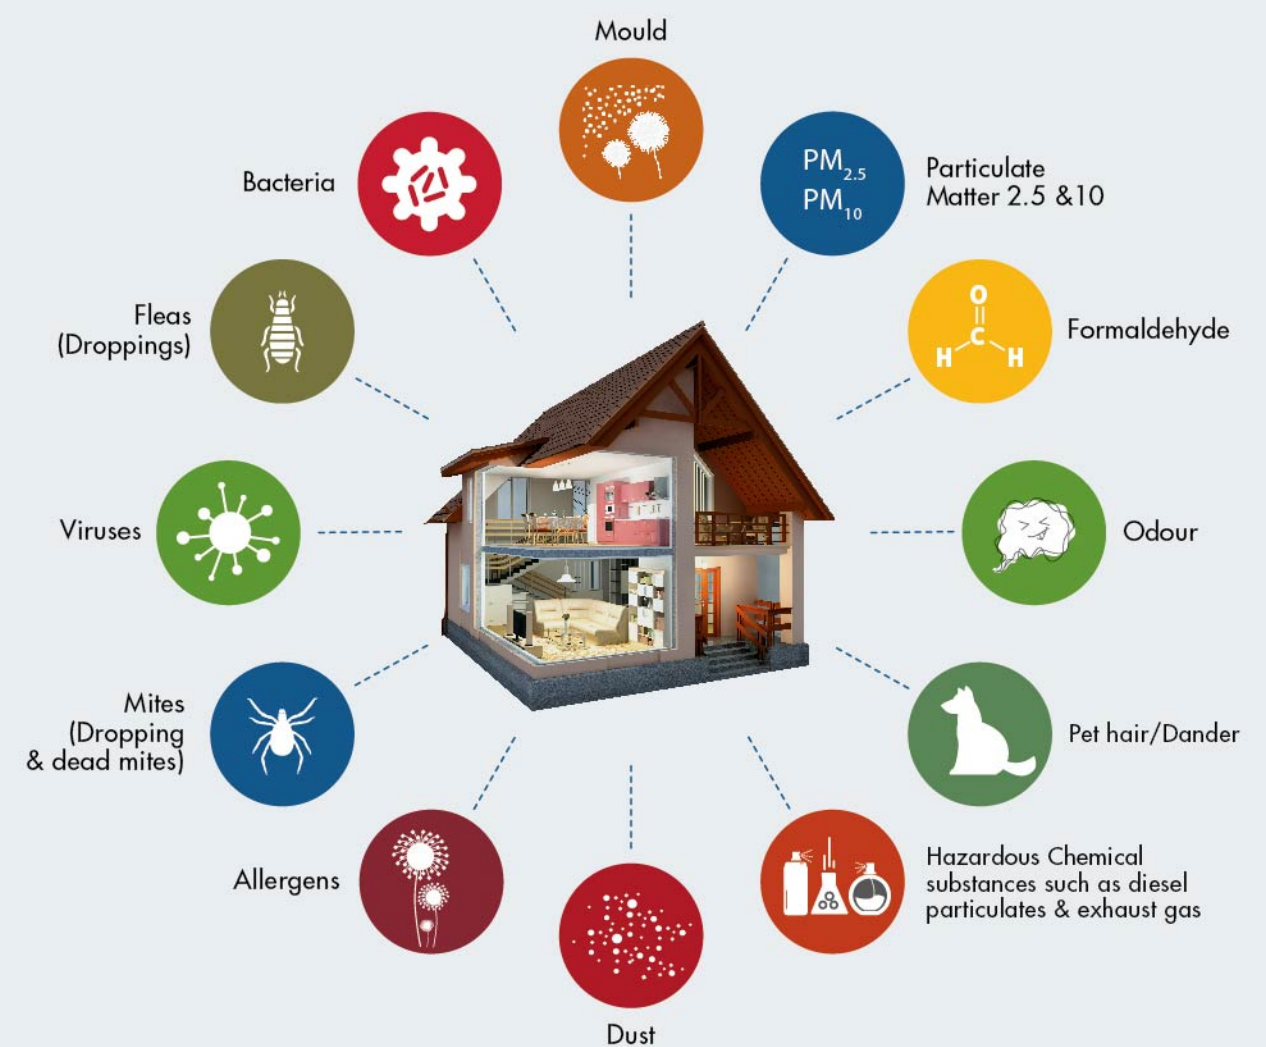 Mould
Bacteria
PM2.5
PM10
Particulate
Matter 2.5 &10
Fleas
(Droppings)
O
C
H H
Formaldehyde
Viruses
Odour
Mites
(Dropping
& dead mites)
Pet hair/Dander
Allergens
Hazardous Chemical
substances such as diesel
particulates & exhaust gas
Dust